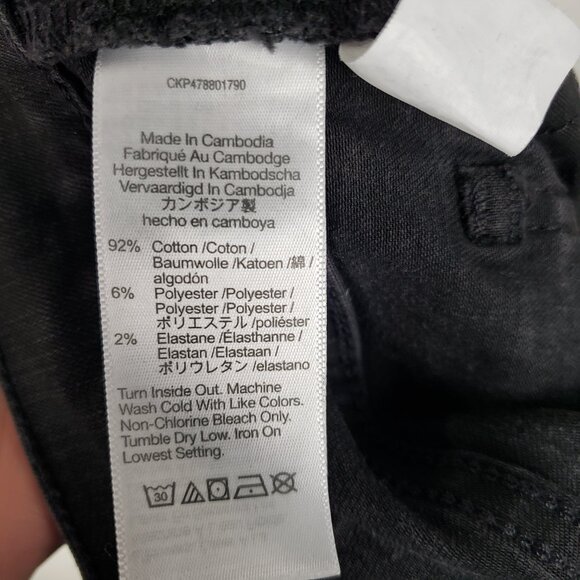 CKP478801790
Made In Cambodia
Fabriqué Au Cambodge
Hergestellt In Kambodscha
Vervaardigd In Cambodja
カンボジア製
hecho en camboya
92% Cotton /Coton /
Baumwolle /Katoen /綿 /
algodón
6% Polyester /Polyester /
Polyester /Polyester /
ポリエステル /poliéster
2% Elastane /Élasthanne /
Elastan /Elastaan /
ポリウレタン /elastano
Turn Inside Out. Machine
Wash Cold With Like Colors.
Non-Chlorine Bleach Only.
Tumble Dry Low. Iron On
Lowest Setting.
30